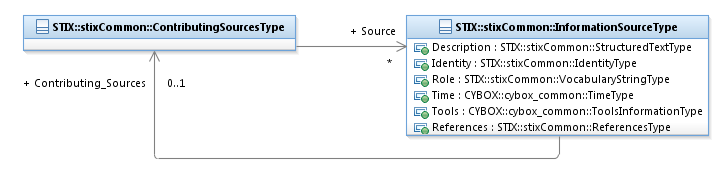 STIX::stixCommon::ContributingSourcesType
+ Source
*
+ Contributing_Sources
0..1
STIX::stixCommon::InformationSourceType
Description : STIX::stixCommon::StructuredTextType
Identity : STIX::stixCommon::IdentityType
Role : STIX::stixCommon::VocabularyStringType
Time : CYBOX::cybox_common::TimeType
Tools : CYBOX::cybox_common::ToolsInformationType
References : STIX::stixCommon::ReferencesType